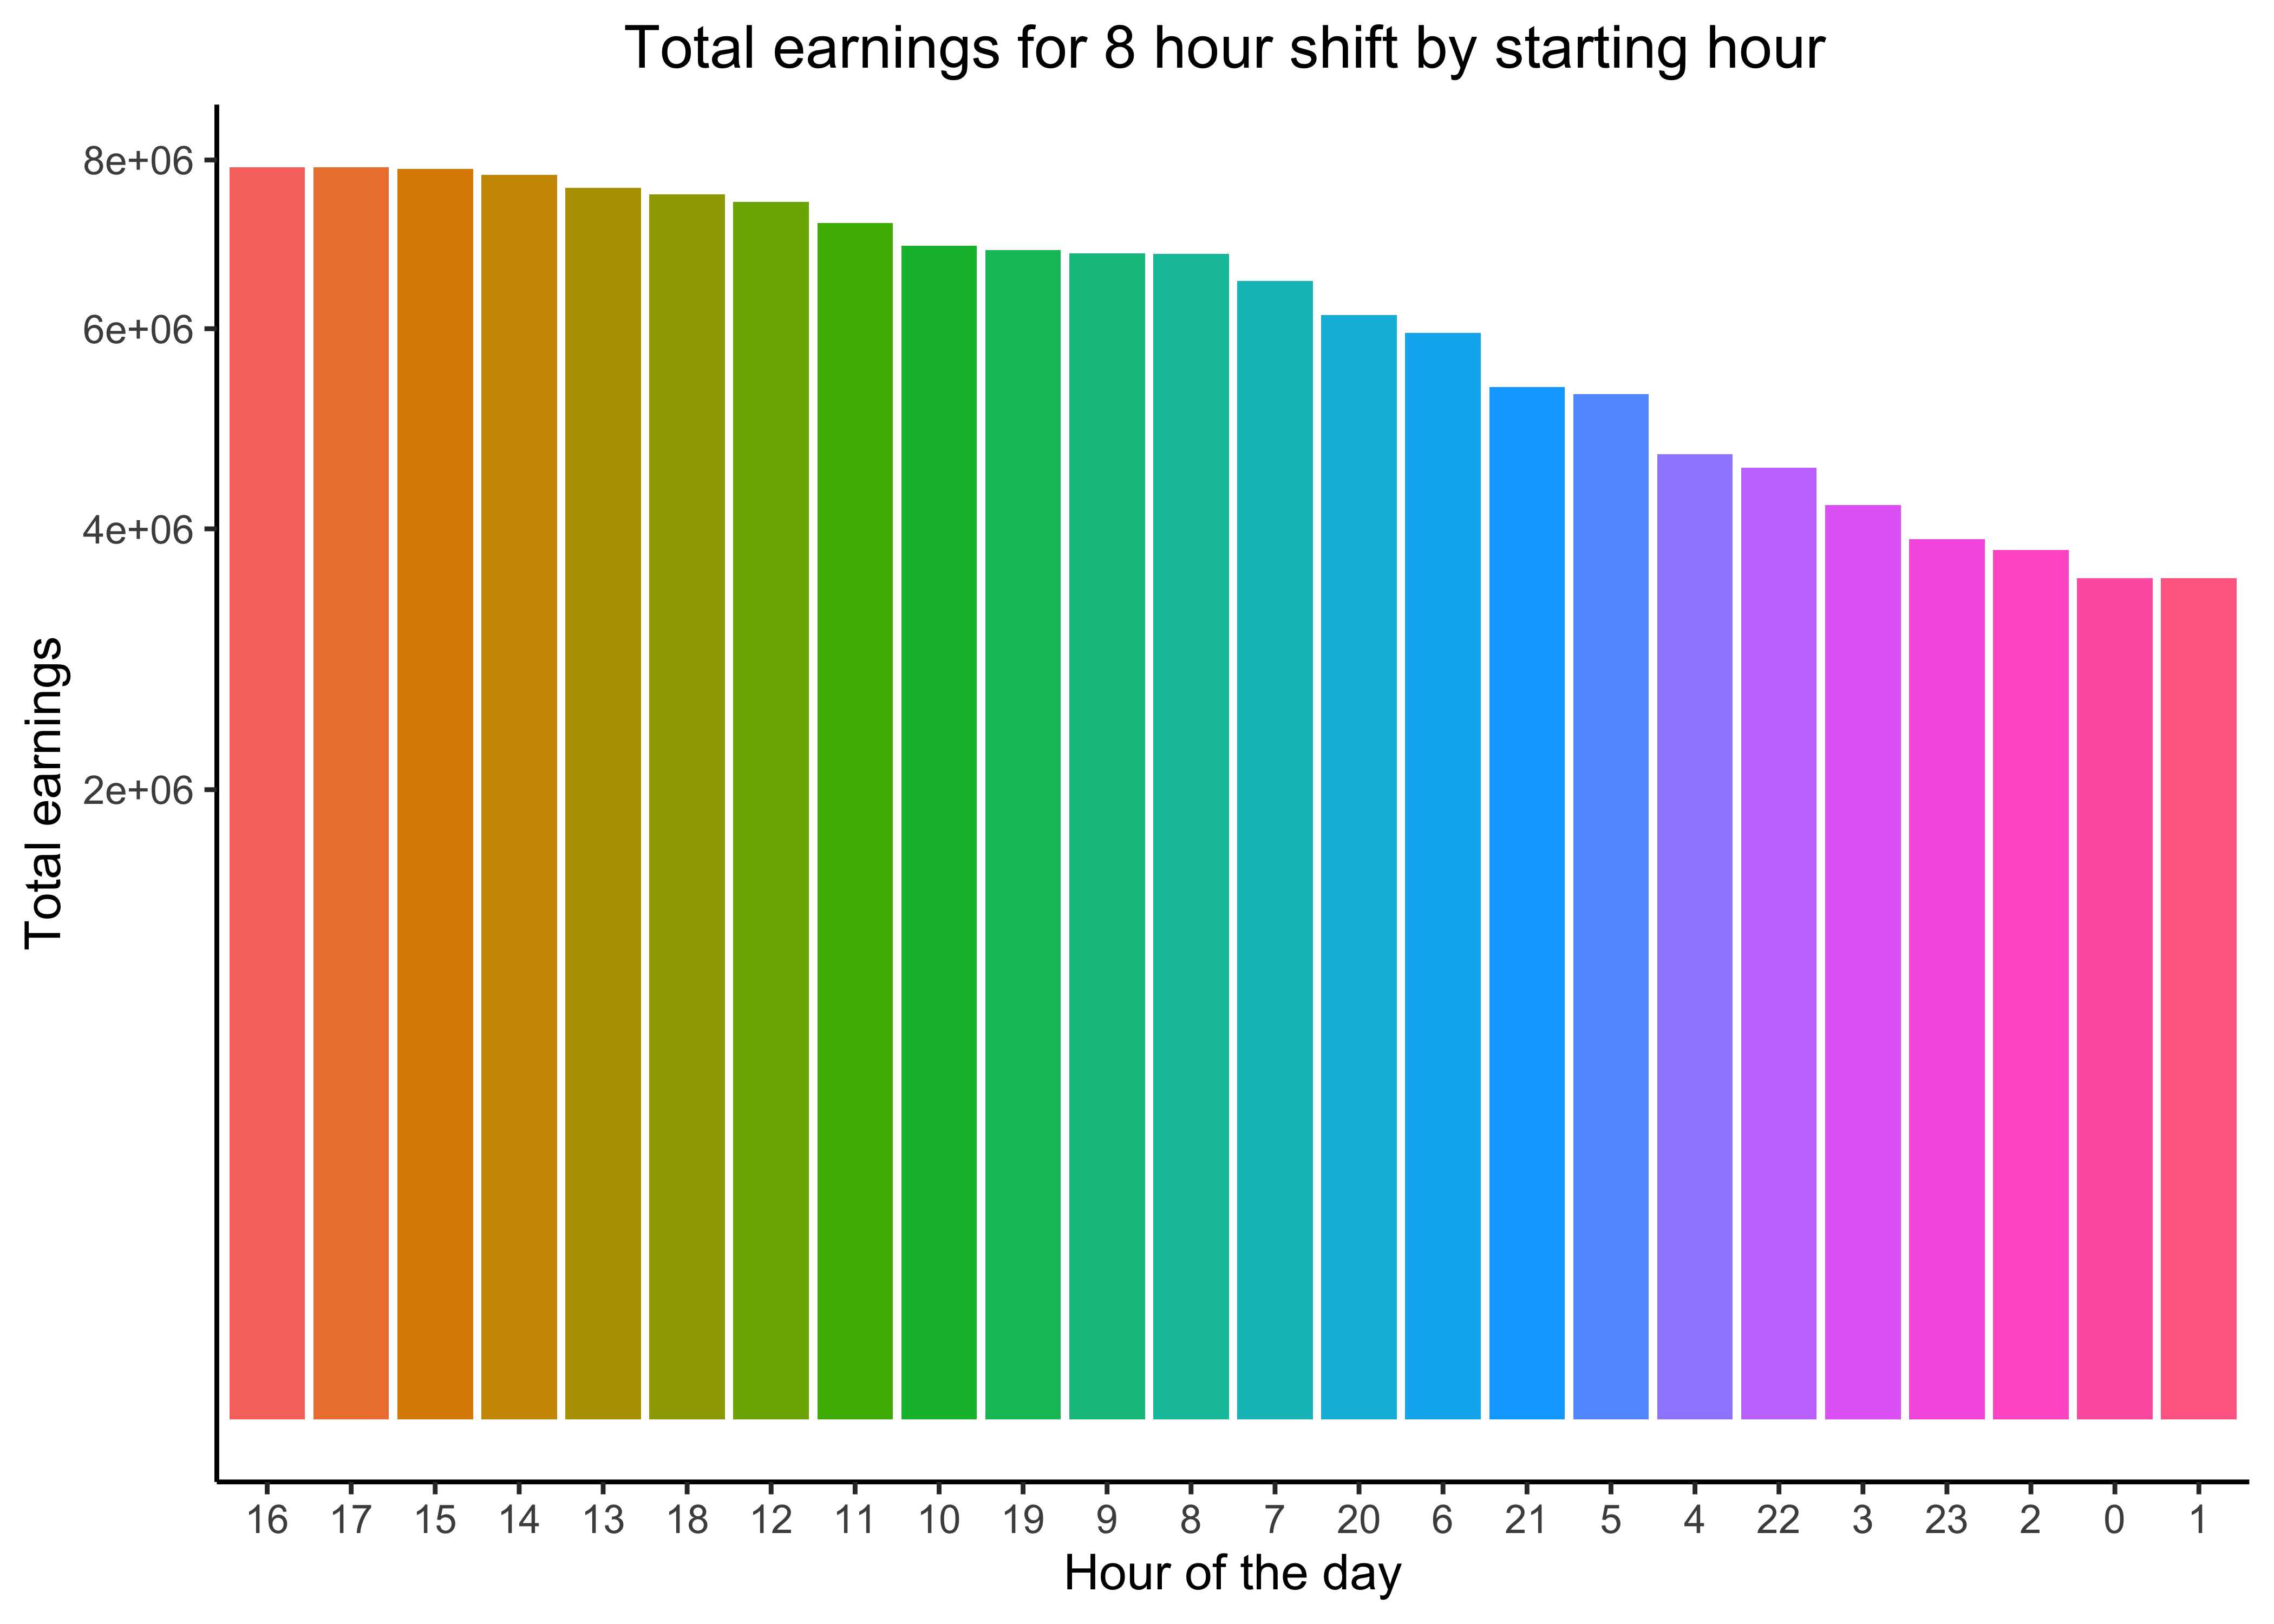 Total earnings for 8 hour shift by starting hour
Total earnings
8e+06
6e+06
4e+06
2e+06
16 17 15 14 13 18 12 11 10 19 9 8 7 20 6 21 5 4 22 3 23 2 0 1
Hour of the day